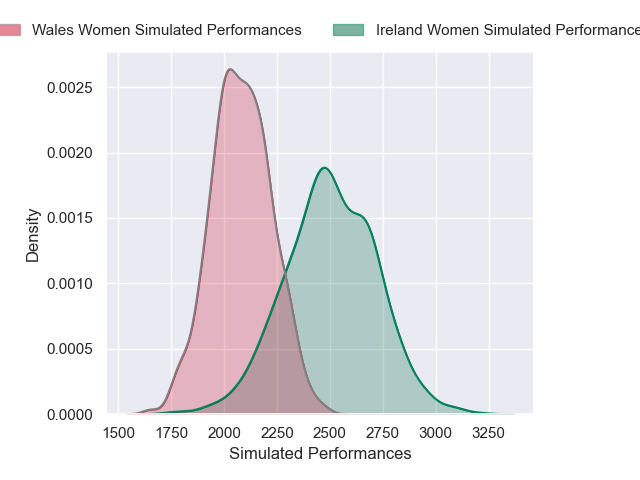 Wales Women Simulated Performances
Ireland Women Simulated Performance
0.0025
0.0020
0.0015
0.0010
0.0005
0.0000
Density
1500 1750 2000 2250 2500 2750 3000 3250
Simulated Performances